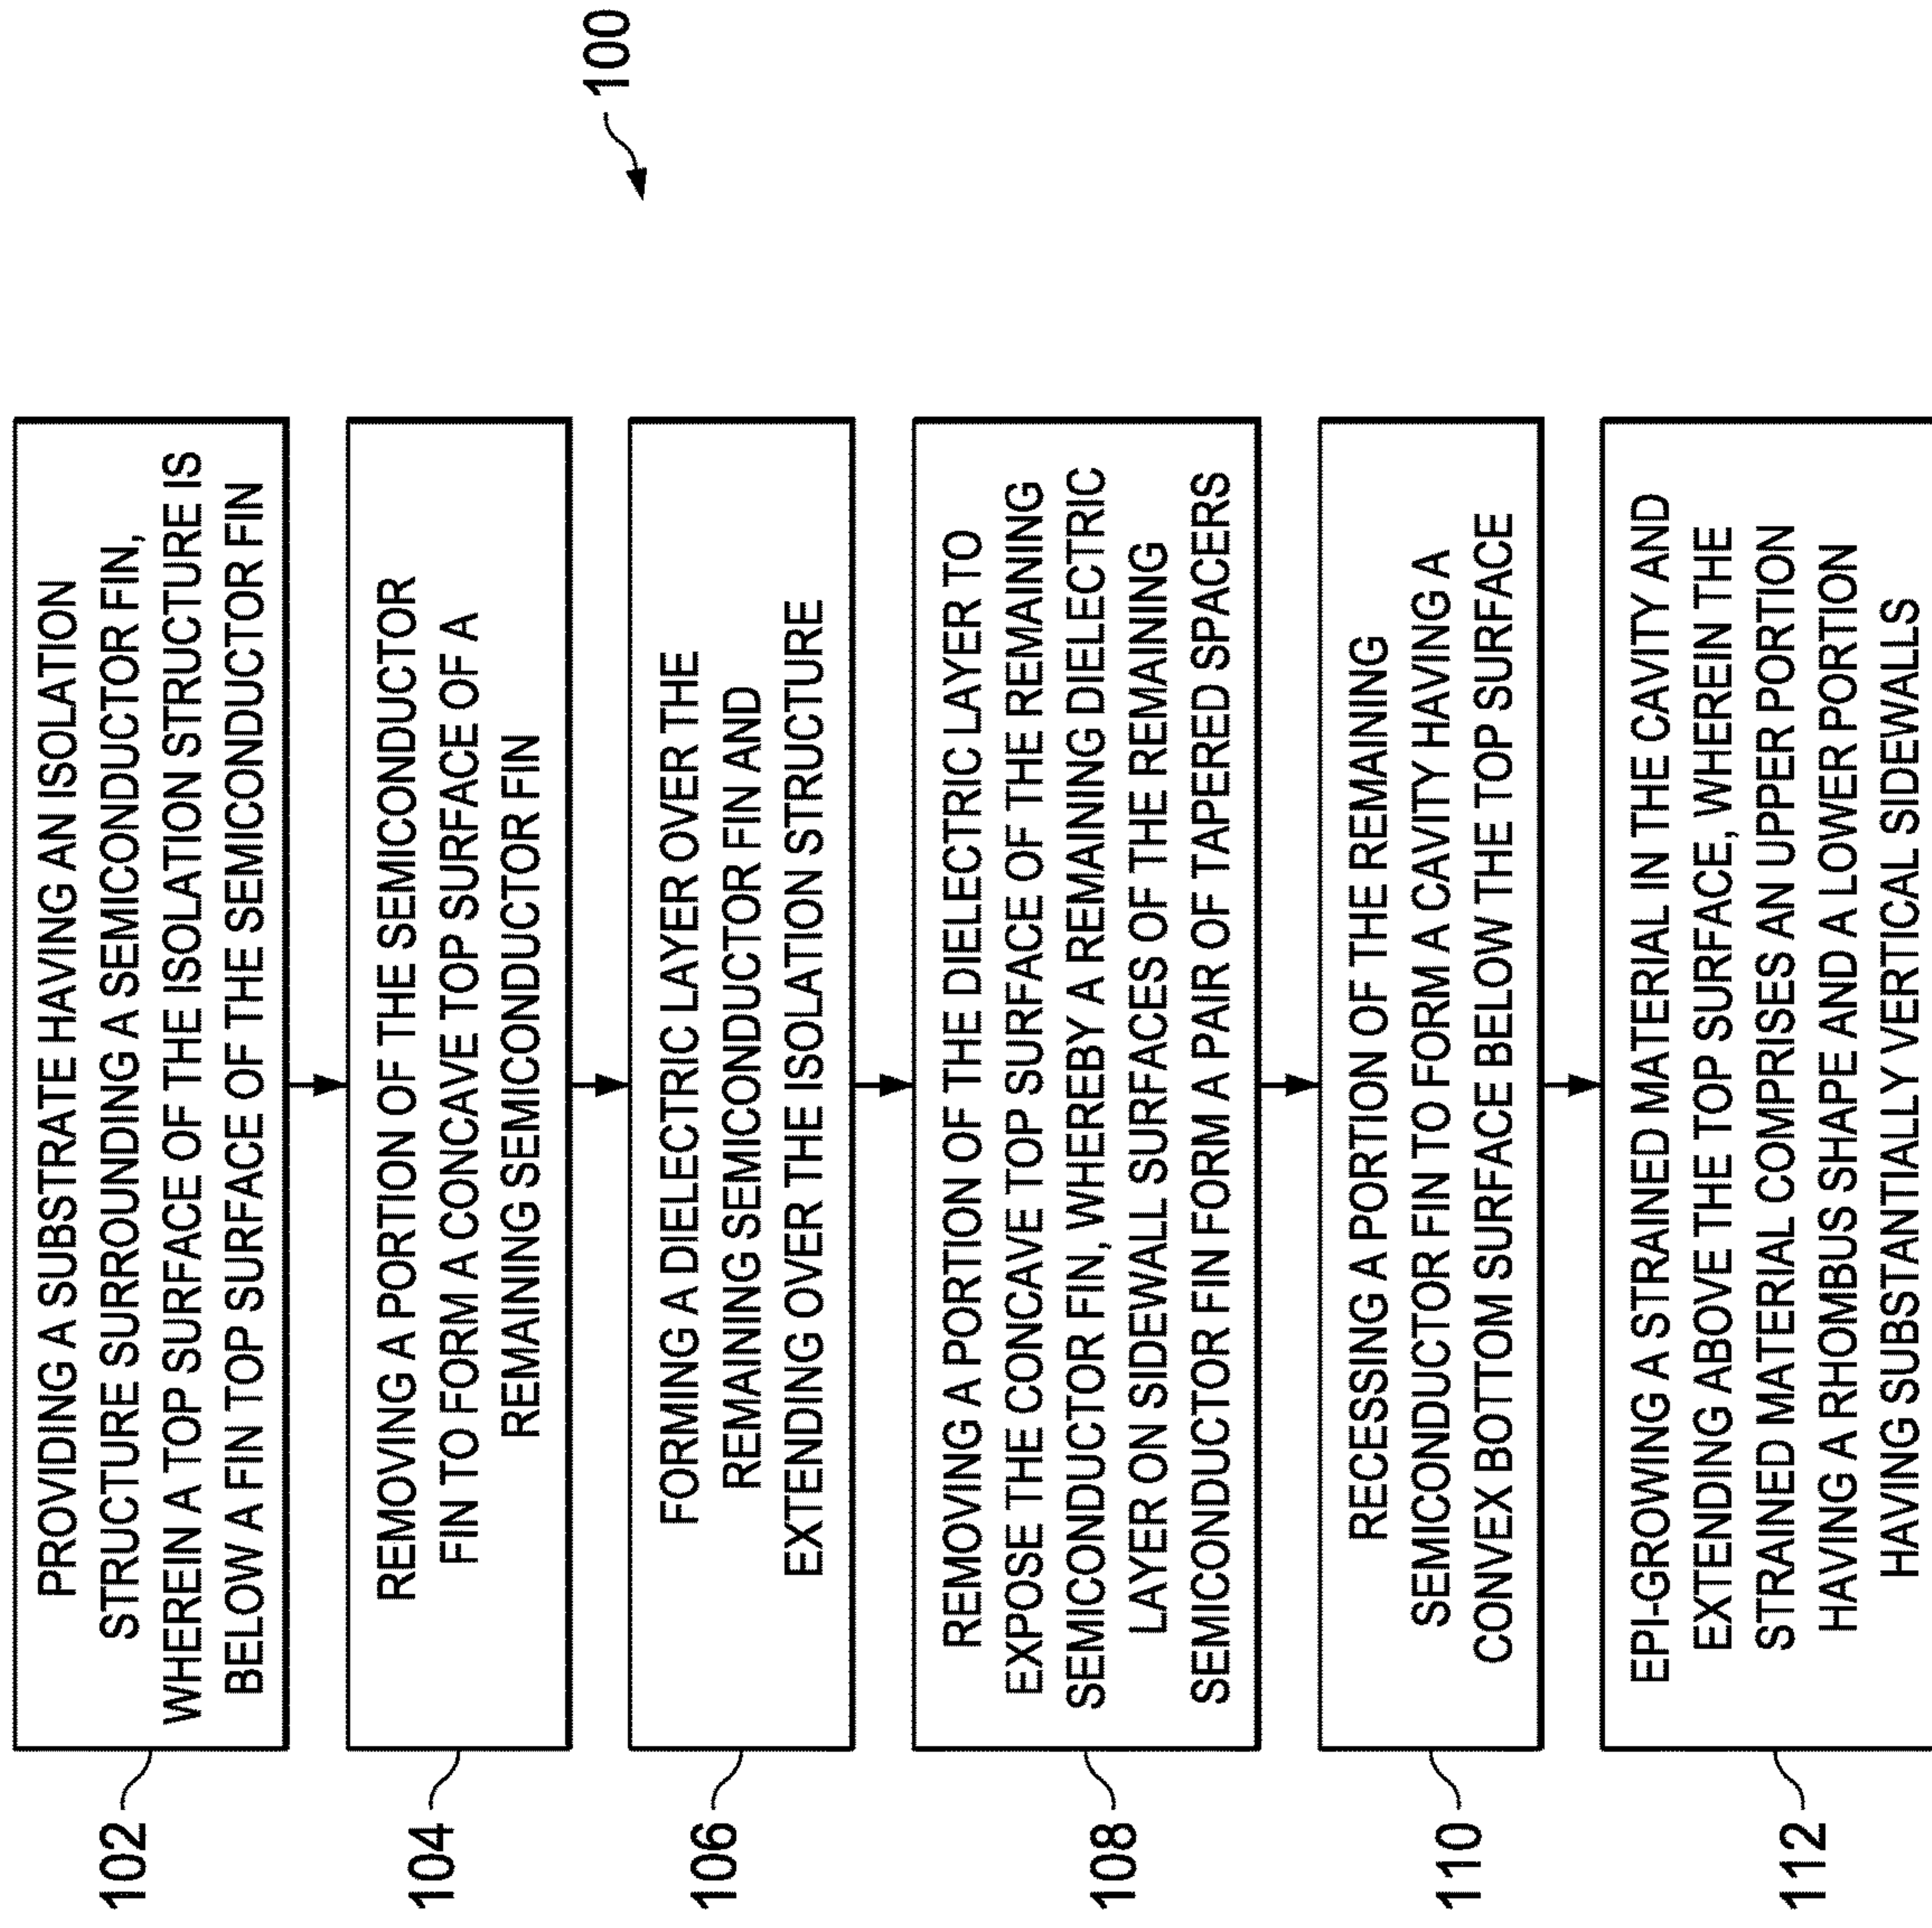 100
102
PROVIDING A SUBSTRATE HAVING AN ISOLATION
STRUCTURE SURROUNDING A SEMICONDUCTOR FIN,
WHEREIN A TOP SURFACE OF THE ISOLATION STRUCTURE IS
BELOW A FIN TOP SURFACE OF THE SEMICONDUCTOR FIN
104
REMOVING A PORTION OF THE SEMICONDUCTOR
FIN TO FORM A CONCAVE TOP SURFACE OF A
REMAINING SEMICONDUCTOR FIN
106
FORMING A DIELECTRIC LAYER OVER THE
REMAINING SEMICONDUCTOR FIN AND
EXTENDING OVER THE ISOLATION STRUCTURE
108
REMOVING A PORTION OF THE DIELECTRIC LAYER TO
EXPOSE THE CONCAVE TOP SURFACE OF THE REMAINING
SEMICONDUCTOR FIN, WHEREBY A REMAINING DIELECTRIC
LAYER ON SIDEWALL SURFACES OF THE REMAINING
SEMICONDUCTOR FIN FORM A PAIR OF TAPERED SPACERS
110
RECESSING A PORTION OF THE REMAINING
SEMICONDUCTOR FIN TO FORM A CAVITY HAVING A
CONVEX BOTTOM SURFACE BELOW THE TOP SURFACE
112
EPI-GROWING A STRAINED MATERIAL IN THE CAVITY AND
EXTENDING ABOVE THE TOP SURFACE, WHEREIN THE
STRAINED MATERIAL COMPRISES AN UPPER PORTION
HAVING A RHOMBUS SHAPE AND A LOWER PORTION
HAVING SUBSTANTIALLY VERTICAL SIDEWALLS